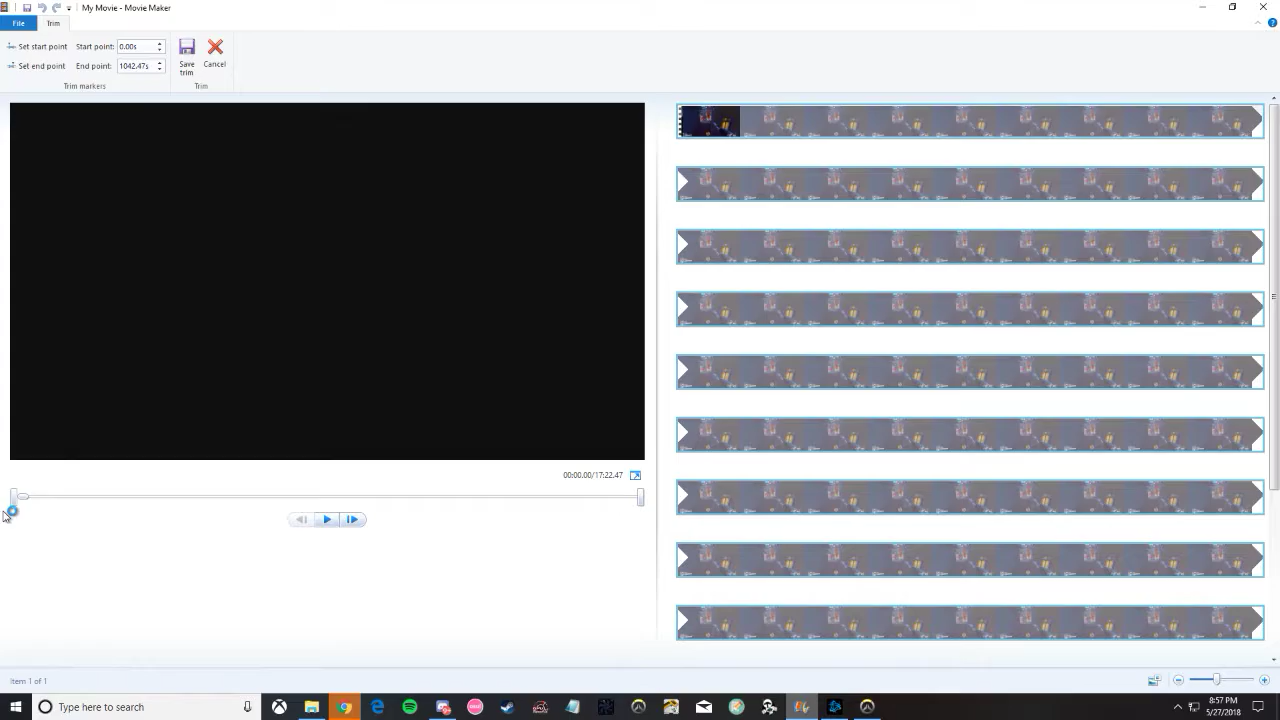 My Movie - Movie Maker
File
Trim
Set start point
Start point:
0.00s
Set end point
End point:
1042.47s
Save trim
Cancel
Trim markers
Trim
00:00.00/17:22.47
Item 1 of 1
Type here to search
8:57 PM
5/27/2018